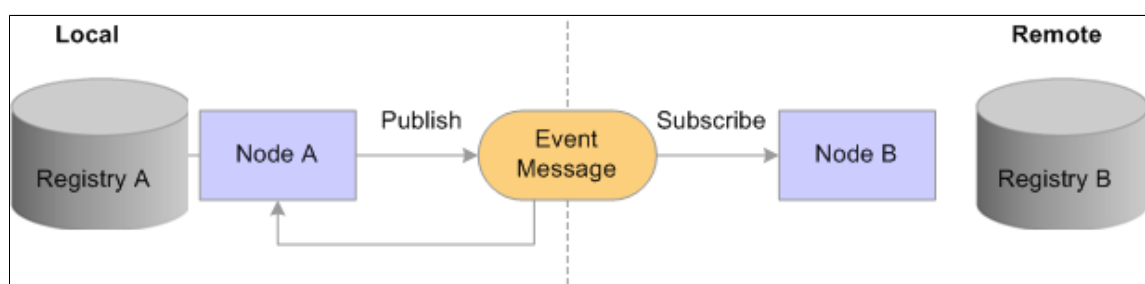 Local
Remote
Publish
Subscribe
Event
Message
Node A
Node B
Registry A
Registry B